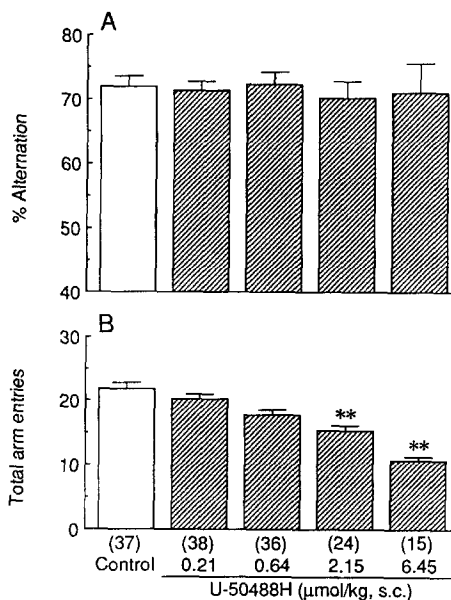 A
80
70
60
50
40
% Alternation
B
30
20
10
0
Total arm entries
**
**
(37) (38) (36) (24) (15)
Control 0.21 0.64 2.15 6.45
U-50488H (μmol/kg, s.c.)